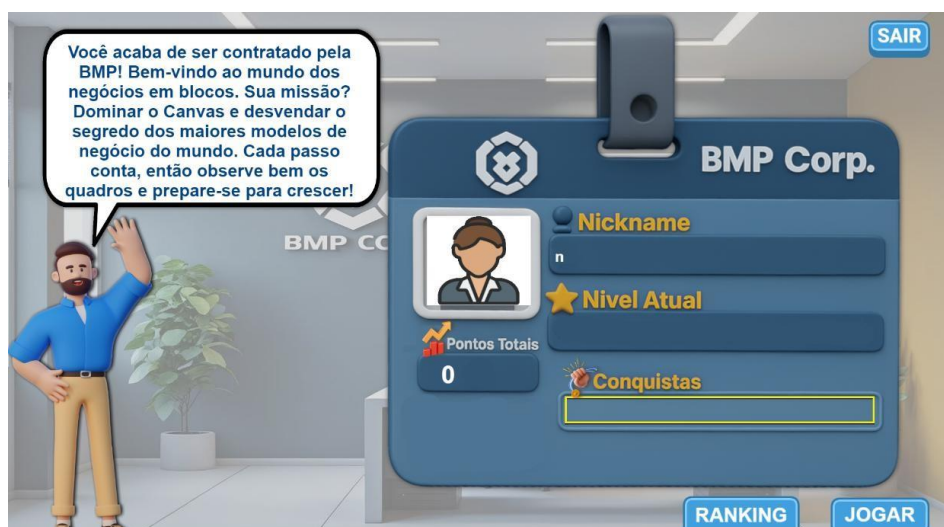 Você acaba de ser contratado pela
BMP! Bem-vindo ao mundo dos
negócios em blocos. Sua missão?
Dominar o Canvas e desvendar o
segredo dos maiores modelos de
negócio do mundo. Cada passo
conta, então observe bem os
quadros e prepare-se para crescer!
SAIR
BMP Corp.
BMP CO
Nickname
n
Nivel Atual
Pontos Totais
0
Conquistas
RANKING
JOGAR